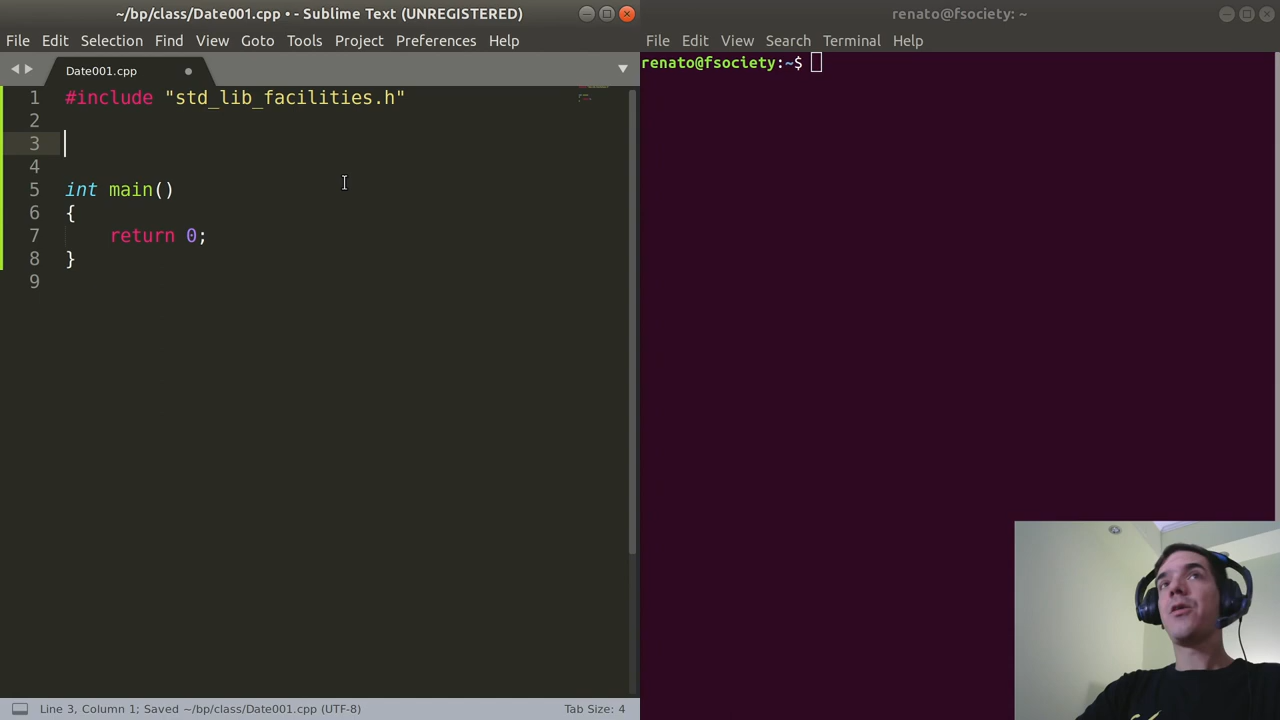 ~/bp/class/Date001.cpp • - Sublime Text (UNREGISTERED)
File Edit Selection Find View Goto Tools Project Preferences Help
Date001.cpp
1 #include "std_lib_facilities.h"
2
3
4
5 int main()
6 {
7 return 0;
8 }
9
Line 3, Column 1; Saved ~/bp/class/Date001.cpp (UTF-8)
Tab Size: 4
renato@fsociety: ~
File Edit View Search Terminal Help
renato@fsociety:~$